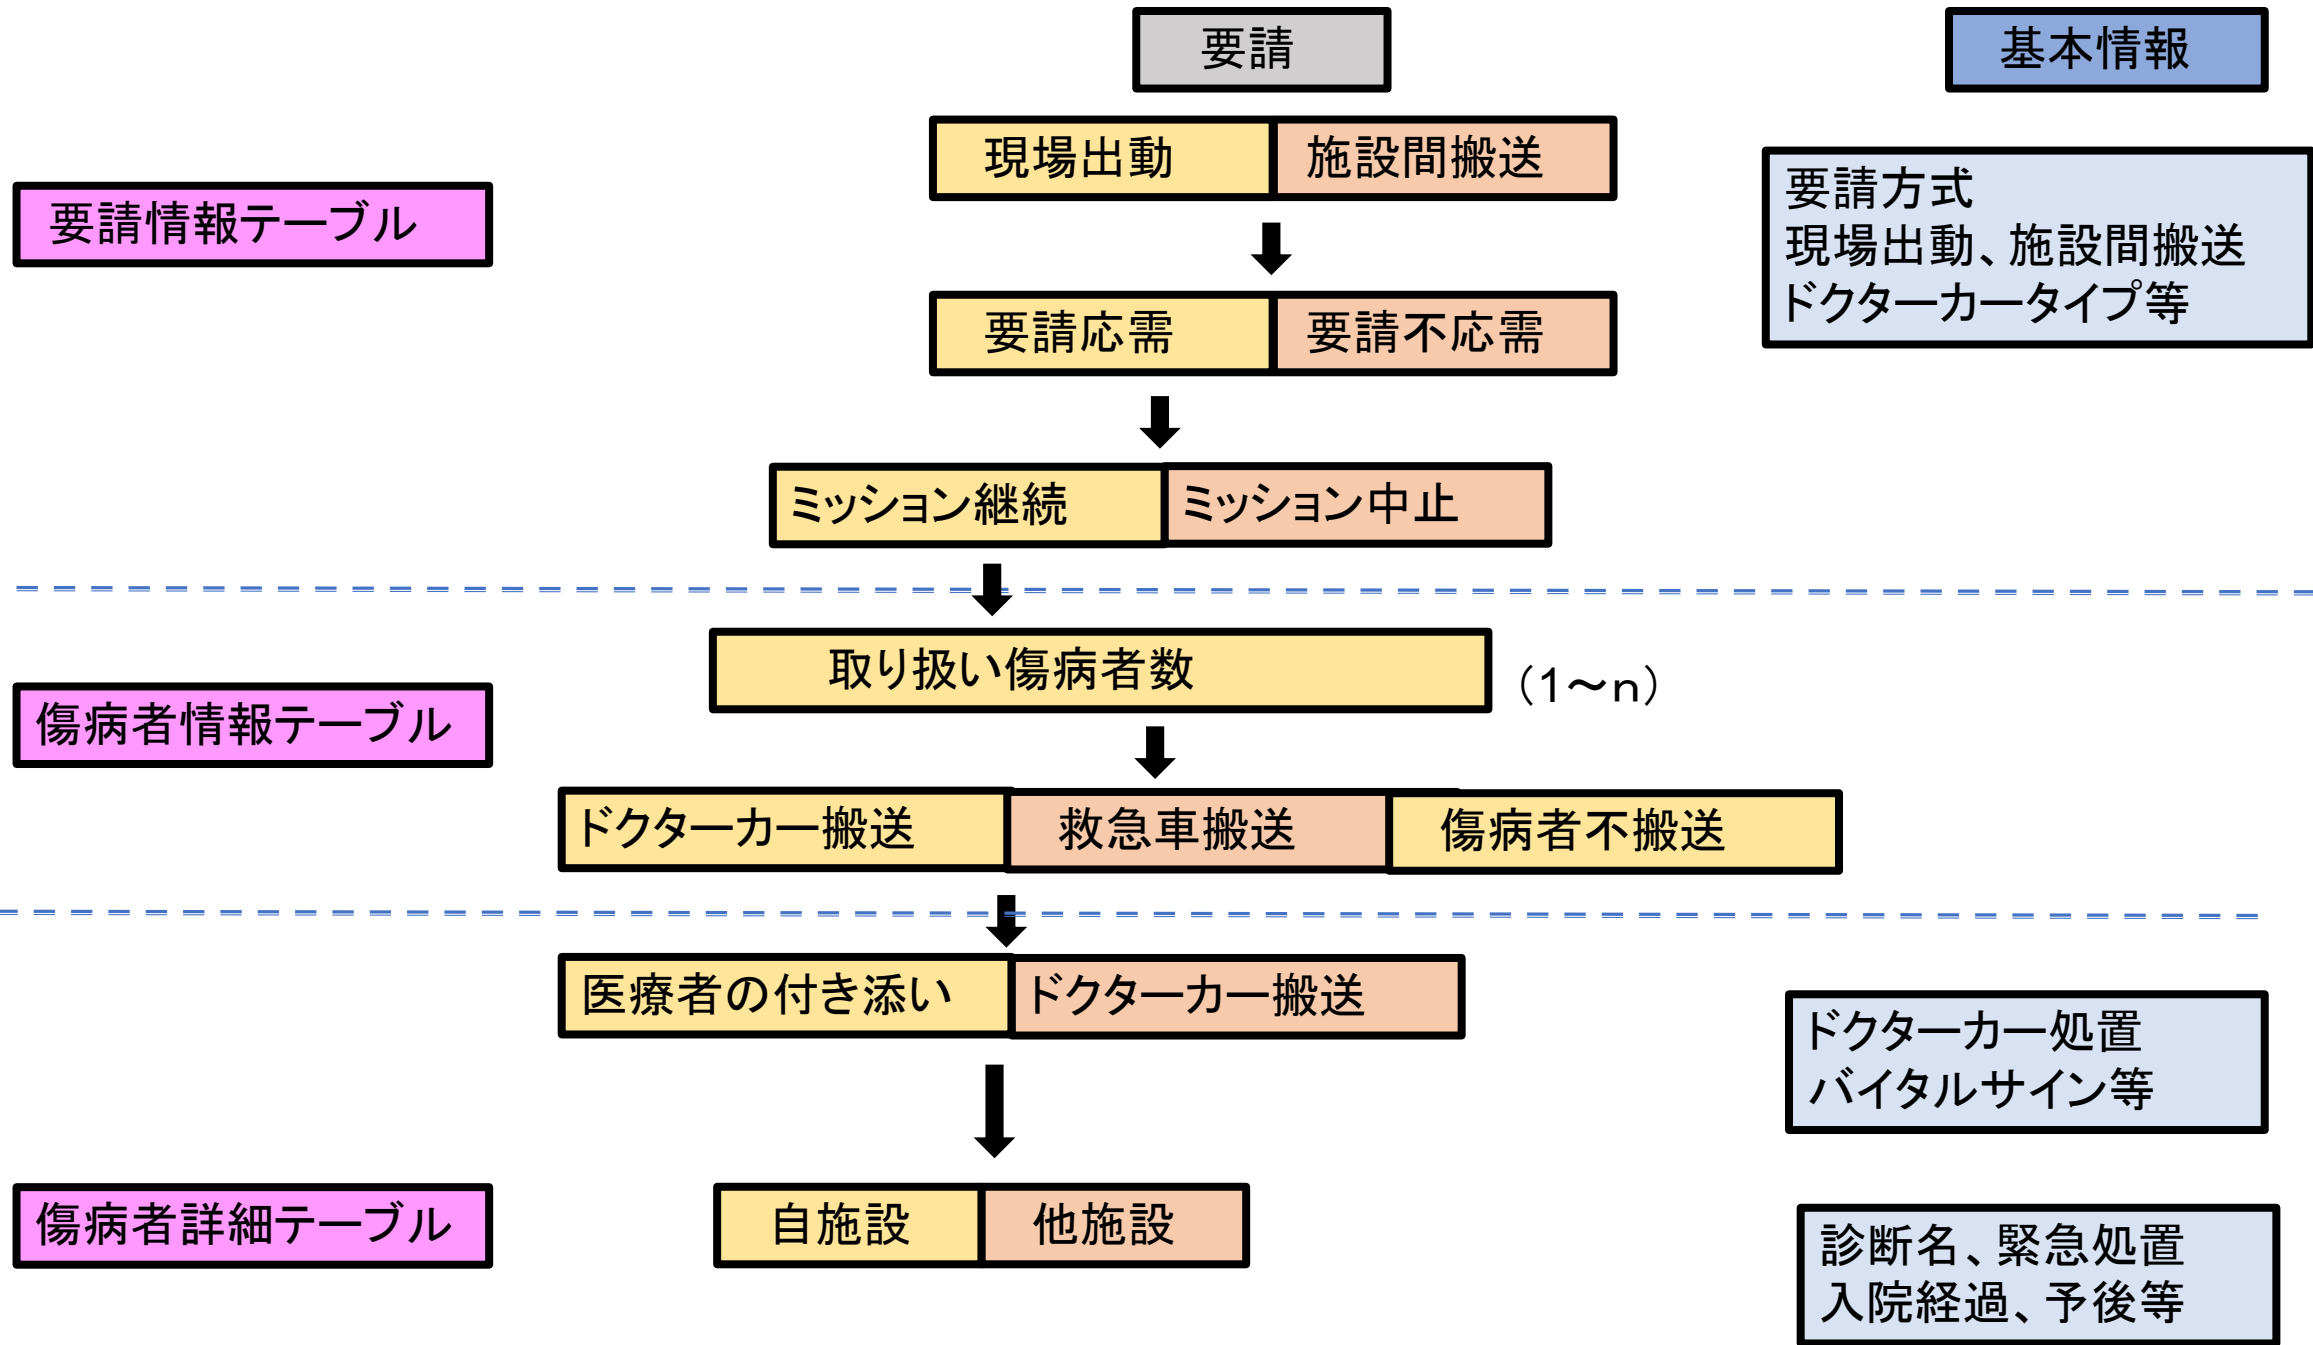 要請
基本情報
現場出動
施設間搬送
要請情報テーブル
要請方式
現場出動、施設間搬送
ドクターカータイプ等
要請応需
要請不応需
ミッション継続
ミッション中止
取り扱い傷病者数
（1～n）
傷病者情報テーブル
ドクターカー搬送
救急車搬送
傷病者不搬送
医療者の付き添い
ドクターカー搬送
ドクターカー処置
バイタルサイン等
傷病者詳細テーブル
自施設
他施設
診断名、緊急処置
入院経過、予後等